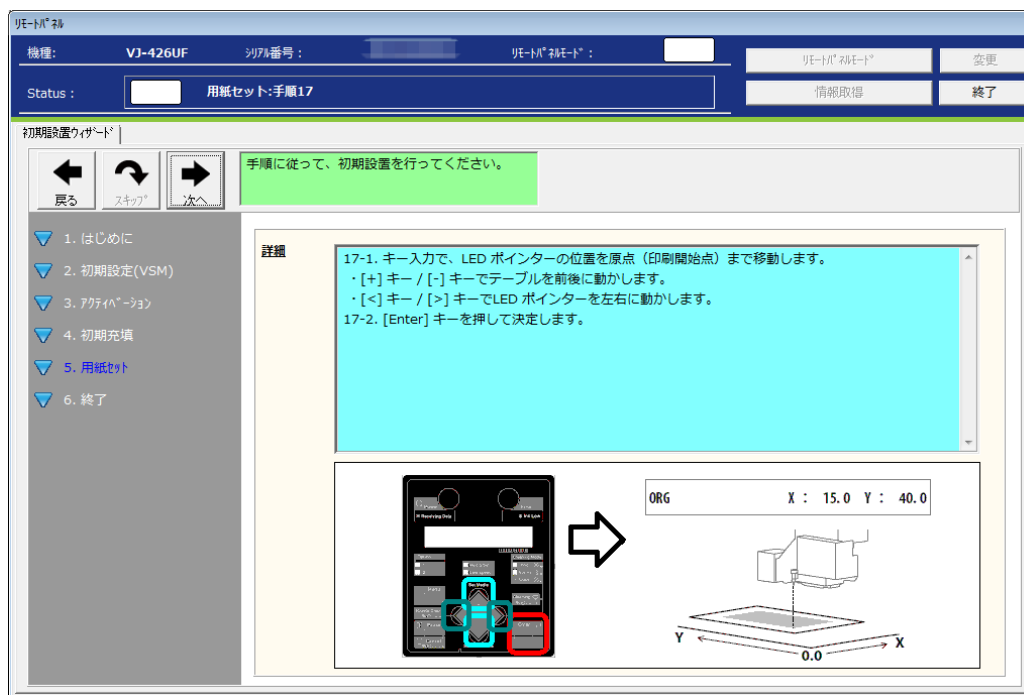 リモートパネル
機種: VJ-426UF シリアル番号: リモートパネルモード:
リモートパネルモード 変更
Status: 用紙セット:手順17
情報取得 終了
初期設置ウィザード
戻る スキップ 次へ
手順に従って、初期設置を行ってください。
1. はじめに
2. 初期設定(VSM)
3. アクティベーション
4. 初期充填
5. 用紙セット
6. 終了
詳細
17-1. キー入力で、LED ポインターの位置を原点（印刷開始点）まで移動します。
・[+] キー / [-] キーでテーブルを前後に動かします。
・[<] キー / [>] キーでLED ポインターを左右に動かします。
17-2. [Enter] キーを押して決定します。
ORG X : 15.0 Y : 40.0
Y X
0.0